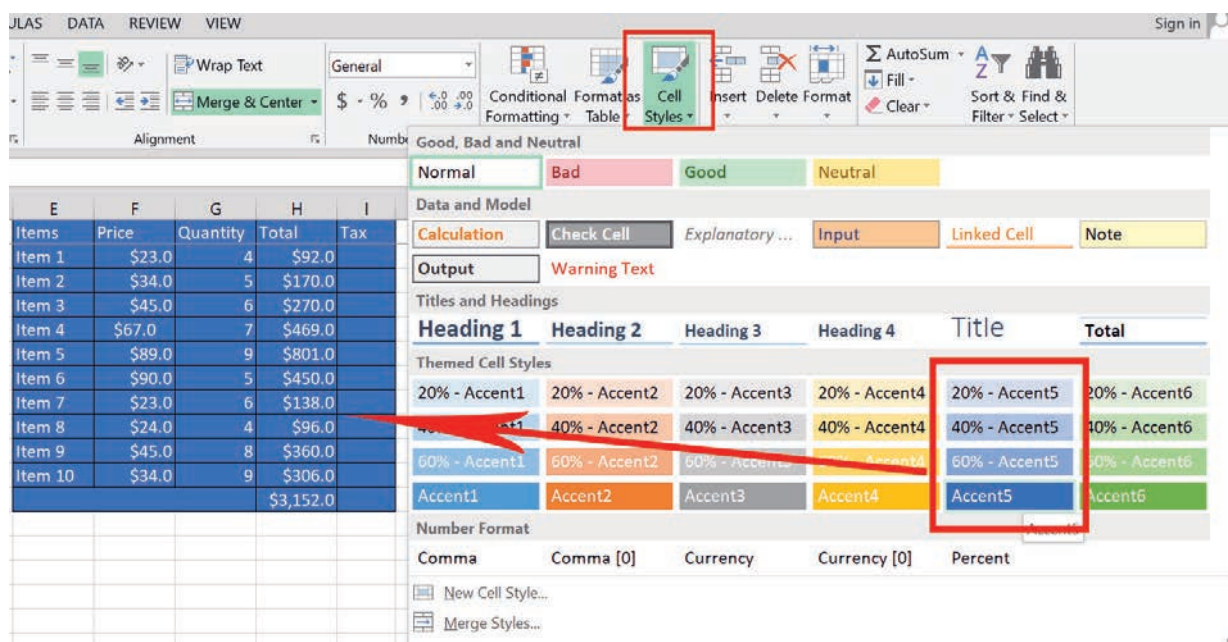 ULAS DATA REVIEW VIEW Sign in
Wrap Text General AutoSum
Fill
Merge & Center $ % Conditional Format as Cell Insert Delete Format Clear Sort & Find &
Formatting Table Styles Filter Select
Alignment Numb
Good, Bad and Neutral
Normal Bad Good Neutral
Data and Model
Calculation Check Cell Explanatory ... Input Linked Cell Note
Output Warning Text
Titles and Headings
Heading 1 Heading 2 Heading 3 Heading 4 Title Total
Themed Cell Styles
20% - Accent1 20% - Accent2 20% - Accent3 20% - Accent4 20% - Accent5 20% - Accent6
40% - Accent2 40% - Accent3 40% - Accent4 40% - Accent5 40% - Accent6
60% - Accent1 60% - Accent2 60% - Accent3 60% - Accent5 60% - Accent6
Accent1 Accent2 Accent3 Accent4 Accent5 Accent6
Accent5
Number Format
Comma Comma [0] Currency Currency [0] Percent
New Cell Style...
Merge Styles...
E F G H I
Items Price Quantity Total Tax
Item 1 $23.0 4 $92.0
Item 2 $34.0 5 $170.0
Item 3 $45.0 6 $270.0
Item 4 $67.0 7 $469.0
Item 5 $89.0 9 $801.0
Item 6 $90.0 5 $450.0
Item 7 $23.0 6 $138.0
Item 8 $24.0 4 $96.0
Item 9 $45.0 8 $360.0
Item 10 $34.0 9 $306.0
$3,152.0